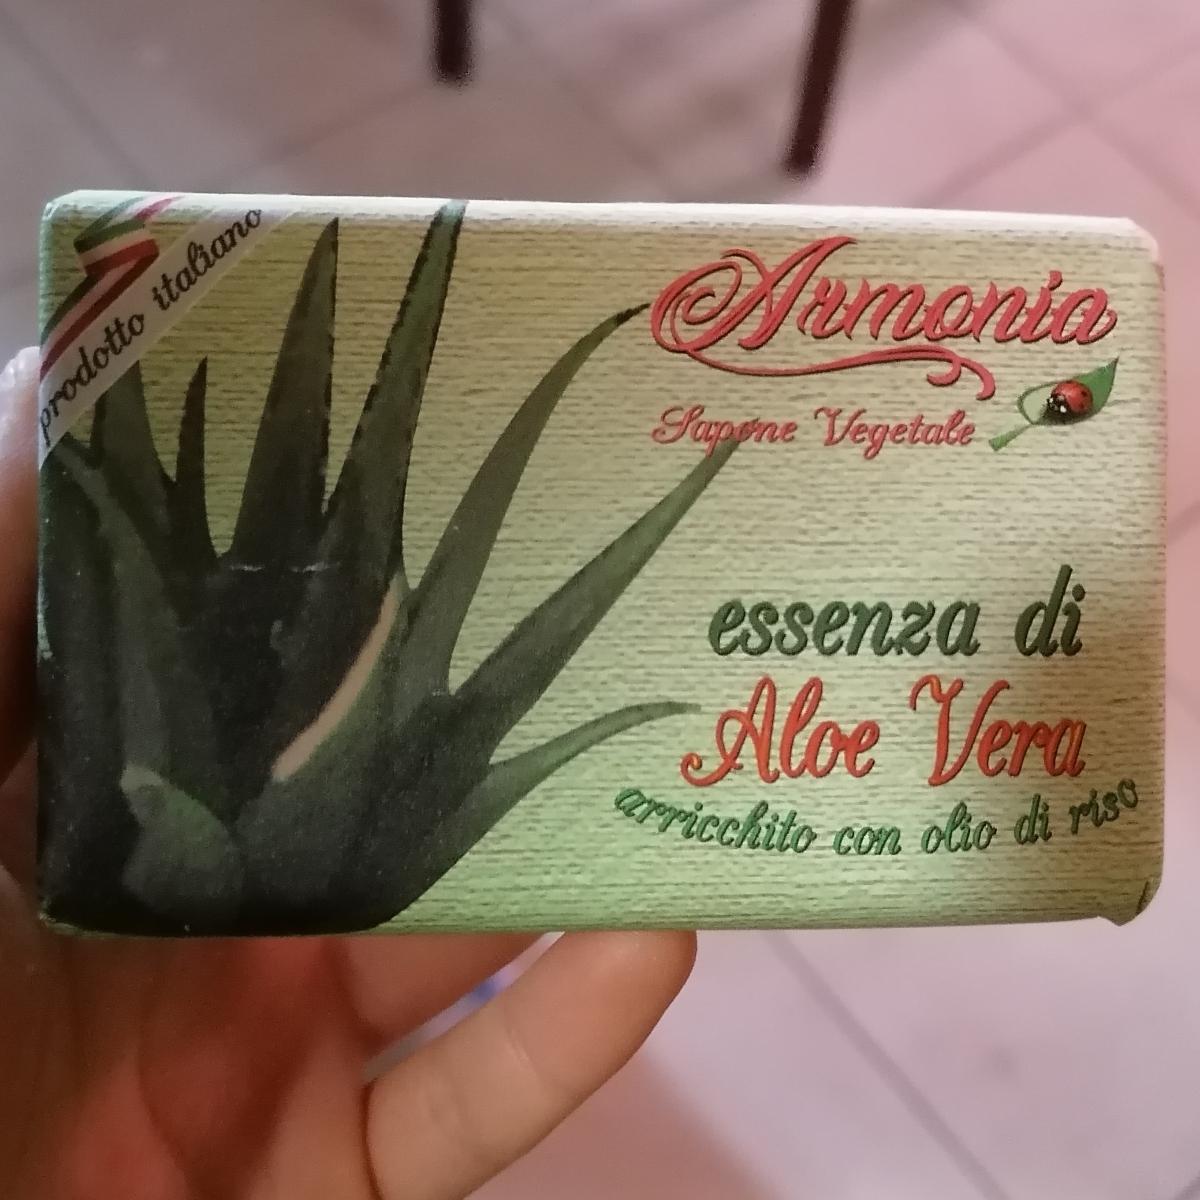 prodotto italiano
Armonia
Sapone Vegetale
essenza di
Aloe Vera
arricchito con olio di riso